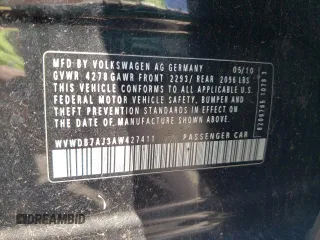 MFD BY VOLKSWAGEN AG GERMANY 05/10
GVWR 4278 GAWR FRONT 2293/ REAR 2096 LBS
THIS VEHICLE CONFORMS TO ALL APPLICABLE
FEDERAL MOTOR VEHICLE SAFETY, BUMPER AND
THEFT PREVENTION STANDARDS IN EFFECT
ON THE DATE OF MANUFACTURE SHOWN ABOVE.
WVWDB7AJ3AW427411 PASSENGER CAR
DREAMBID